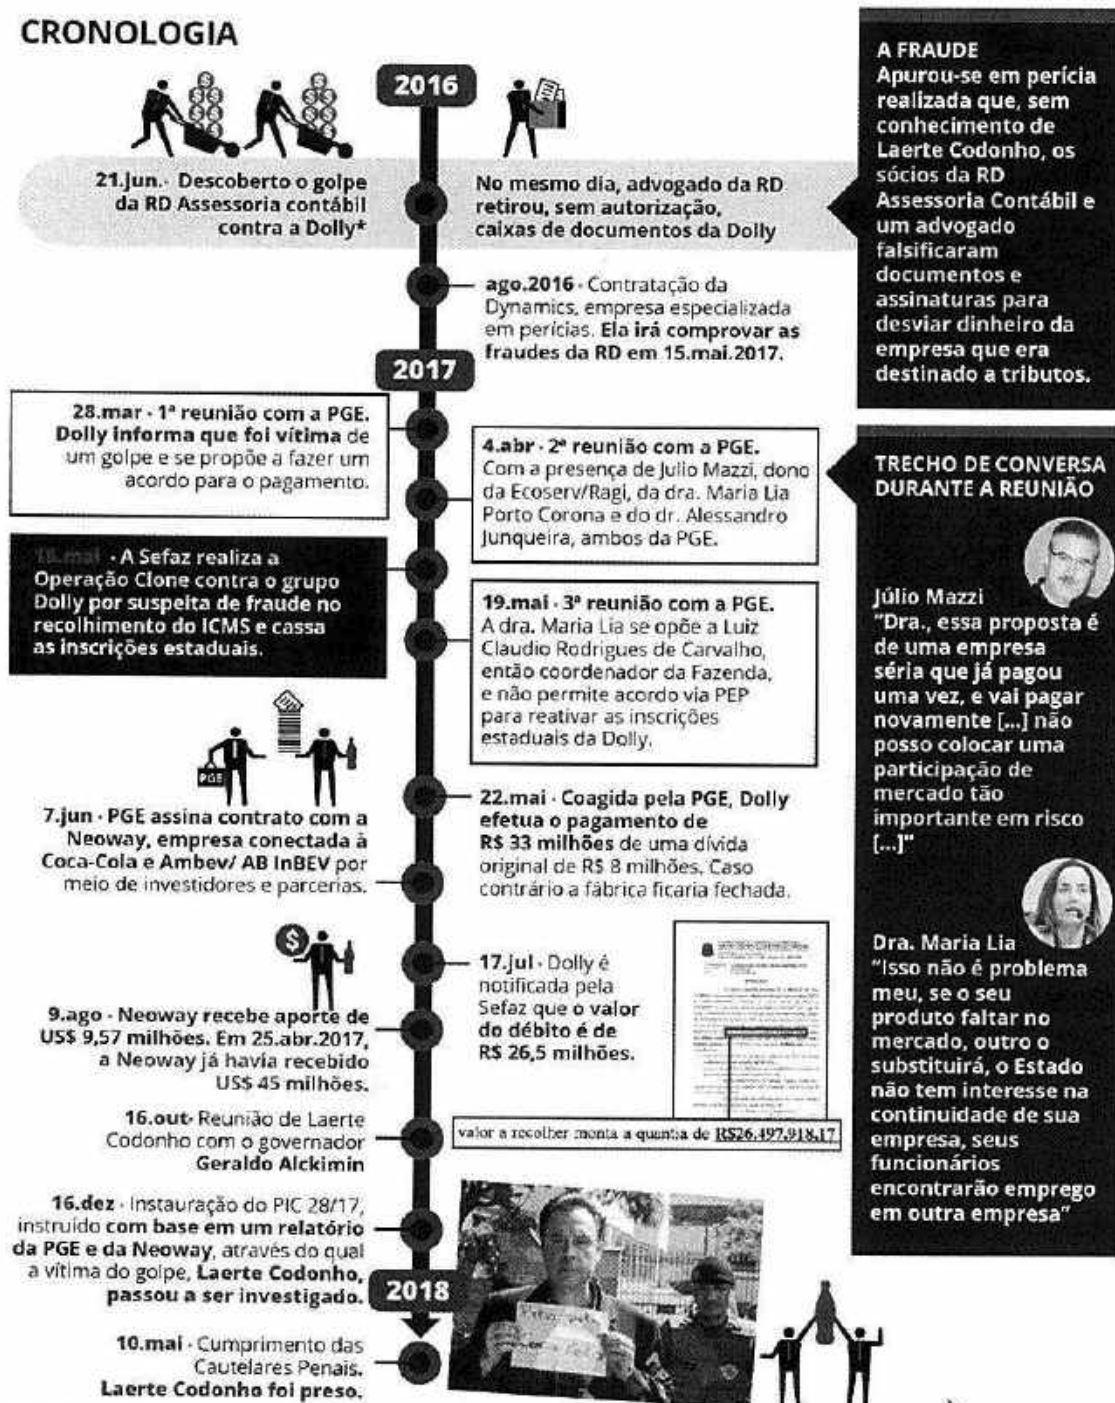 CRONOLOGIA
2016
21.jun.· Descoberto o golpe
da RD Assessoria contábil
contra a Dolly*
No mesmo dia, advogado da RD
retirou, sem autorização,
caixas de documentos da Dolly
ago.2016 · Contratação da
Dynamics, empresa especializada
em perícias. Ela irá comprovar as
fraudes da RD em 15.mai.2017.
2017
28.mar · 1ª reunião com a PGE.
Dolly informa que foi vítima de
um golpe e se propõe a fazer um
acordo para o pagamento.
4.abr · 2ª reunião com a PGE.
Com a presença de Julio Mazzi, dono
da Ecoserv/Ragi, da dra. Maria Lia
Porto Corona e do dr. Alessandro
Junqueira, ambos da PGE.
18.mai · A Sefaz realiza a
Operação Clone contra o grupo
Dolly por suspeita de fraude no
recolhimento do ICMS e cassa
as inscrições estaduais.
19.mai · 3ª reunião com a PGE.
A dra. Maria Lia se opõe a Luiz
Claudio Rodrigues de Carvalho,
então coordenador da Fazenda,
e não permite acordo via PEP
para reativar as inscrições
estaduais da Dolly.
PGE
22.mai · Coagida pela PGE, Dolly
efetua o pagamento de
R$ 33 milhões de uma dívida
original de R$ 8 milhões. Caso
contrário a fábrica ficaria fechada.
7.jun · PGE assina contrato com a
Neoway, empresa conectada à
Coca-Cola e Ambev/ AB InBEV por
meio de investidores e parcerias.
17.jul · Dolly é
notificada pela
Sefaz que o valor
do débito é de
R$ 26,5 milhões.
valor a recolher monta a quantia de R$26.497.918,17
9.ago · Neoway recebe aporte de
US$ 9,57 milhões. Em 25.abr.2017,
a Neoway já havia recebido
US$ 45 milhões.
16.out· Reunião de Laerte
Codonho com o governador
Geraldo Alckimin
16.dez · Instauração do PIC 28/17,
instruído com base em um relatório
da PGE e da Neoway, através do qual
a vítima do golpe, Laerte Codonho,
passou a ser investigado.
2018
10.mai · Cumprimento das
Cautelares Penais.
Laerte Codonho foi preso.
A FRAUDE
Apurou-se em perícia
realizada que, sem
conhecimento de
Laerte Codonho, os
sócios da RD
Assessoria Contábil e
um advogado
falsificaram
documentos e
assinaturas para
desviar dinheiro da
empresa que era
destinado a tributos.
TRECHO DE CONVERSA
DURANTE A REUNIÃO
Júlio Mazzi
"Dra., essa proposta é
de uma empresa
séria que já pagou
uma vez, e vai pagar
novamente [...] não
posso colocar uma
participação de
mercado tão
importante em risco
[...]"
Dra. Maria Lia
"Isso não é problema
meu, se o seu
produto faltar no
mercado, outro o
substituirá, o Estado
não tem interesse na
continuidade de sua
empresa, seus
funcionários
encontrarão emprego
em outra empresa"